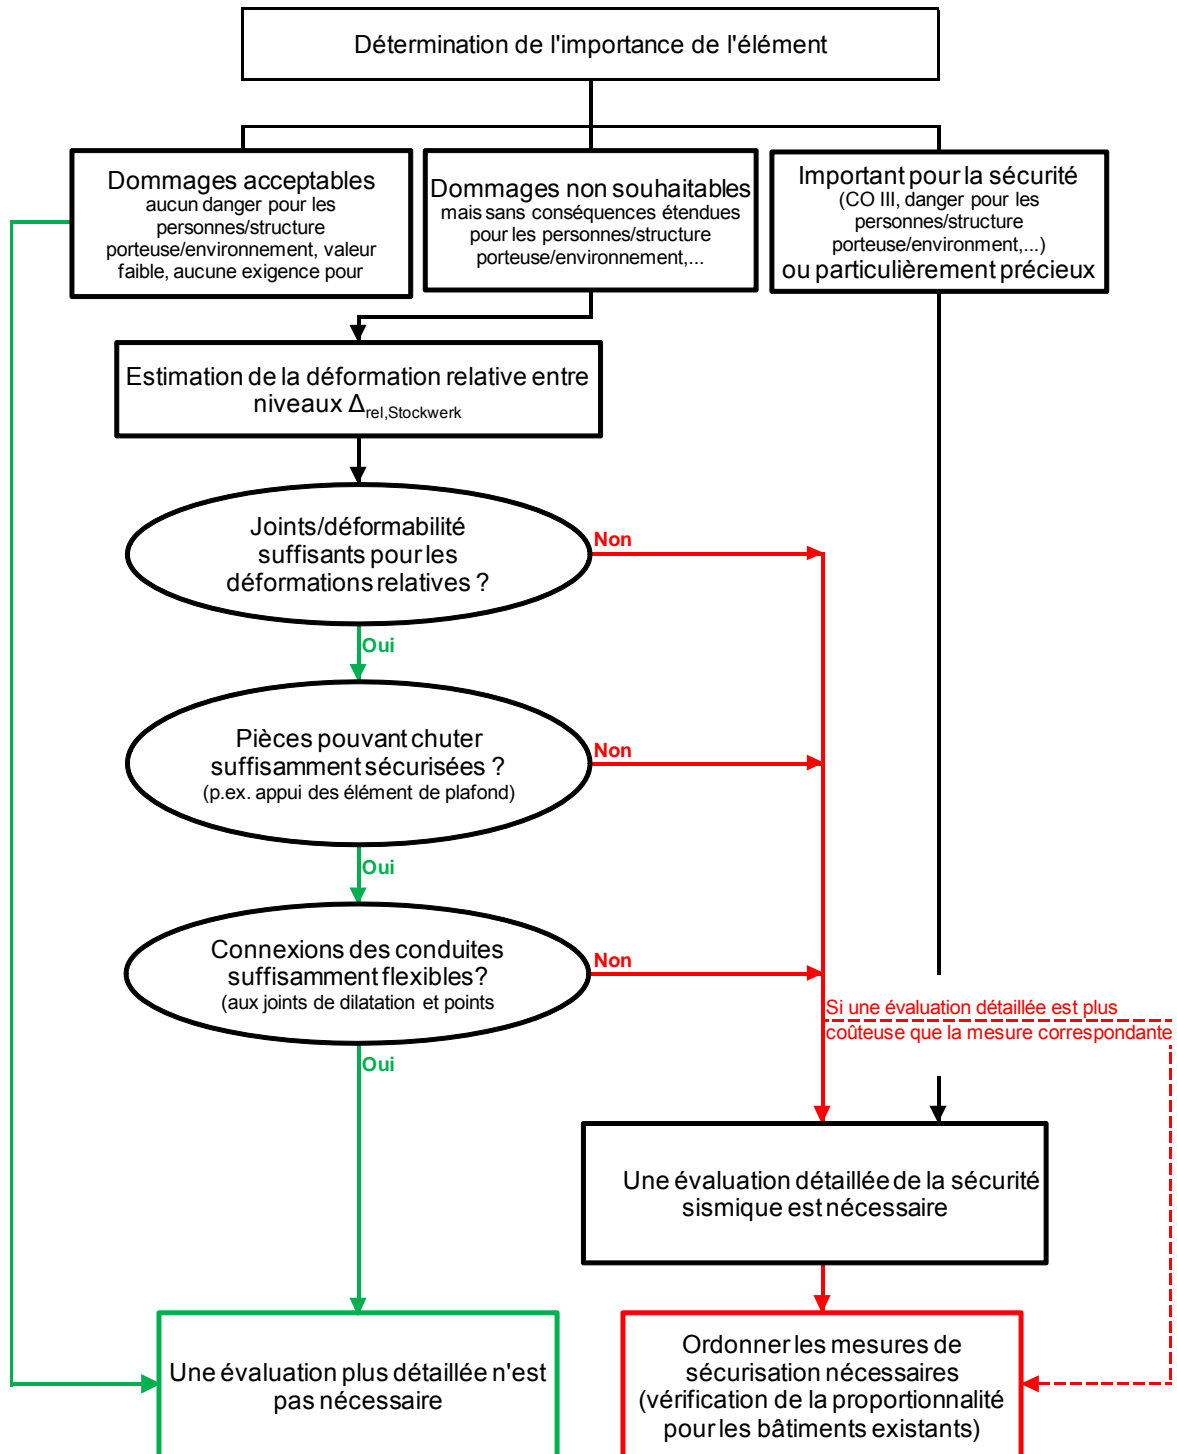 Détermination de l'importance de l'élément
Dommages acceptables
aucun danger pour les
personnes/structure
porteuse/environnement, valeur
faible, aucune exigence pour
Dommages non souhaitables
mais sans conséquences étendues
pour les personnes/structure
porteuse/environnement,...
Important pour la sécurité
(CO III, danger pour les
personnes/structure
porteuse/environment,...)
ou particulièrement précieux
Estimation de la déformation relative entre
niveaux Δrel,Stockwerk
Joints/déformabilité
suffisants pour les
déformations relatives ?
Non
Oui
Pièces pouvant chuter
suffisamment sécurisées ?
(p.ex. appui des élément de plafond)
Non
Oui
Connexions des conduites
suffisamment flexibles?
(aux joints de dilatation et points
Non
Oui
Si une évaluation détaillée est plus
coûteuse que la mesure correspondante
Une évaluation détaillée de la sécurité
sismique est nécessaire
Une évaluation plus détaillée n'est
pas nécessaire
Ordonner les mesures de
sécurisation nécessaires
(vérification de la proportionnalité
pour les bâtiments existants)